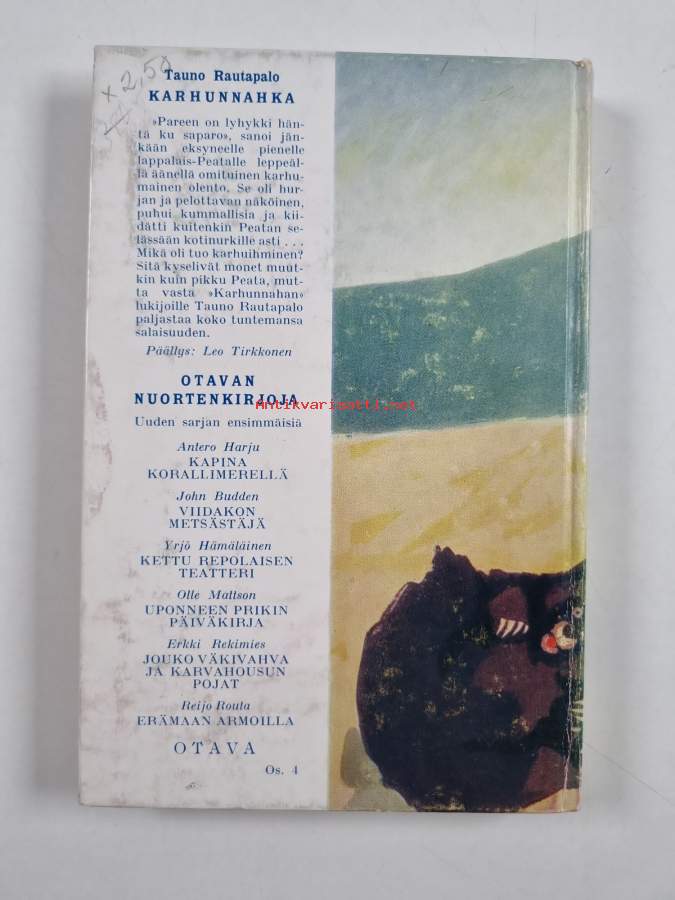 x 2,50
Tauno Rautapalo
KARHUNNAHKA
»Pareen on lyhykki hän-
tä ku saparo», sanoi jän-
kään eksyneelle pienelle
lappalais-Peatalle leppeäl-
lä äänellä omituinen karhu-
mainen olento. Se oli hur-
jan ja pelottavan näköinen,
puhui kummallisia ja kii-
dätti kuitenkin Peatan se-
lässään kotinurkille asti . . .
Mikä oli tuo karhuihminen?
Sitä kyselivät monet muut-
kin kuin pikku Peata, mut-
ta vasta »Karhunnahan»
lukijoille Tauno Rautapalo
paljastaa koko tuntemansa
salaisuuden.
Päällys: Leo Tirkkonen
OTAVAN
NUORTENKIRJOJA
Antikvariaatti.net
Uuden sarjan ensimmäisiä
Antero Harju
KAPINA
KORALLIMERELLÄ
John Budden
VIIDAKON
METSÄSTÄJÄ
Yrjö Hämäläinen
KETTU REPOLAISEN
TEATTERI
Olle Mattson
UPONNEEN PRIKIN
PÄIVÄKIRJA
Erkki Rekimies
JOUKO VÄKIVAHVA
JA KARVAHOUSUN
POJAT
Reijo Routa
ERÄMAAN ARMOILLA
OTAVA
Os. 4